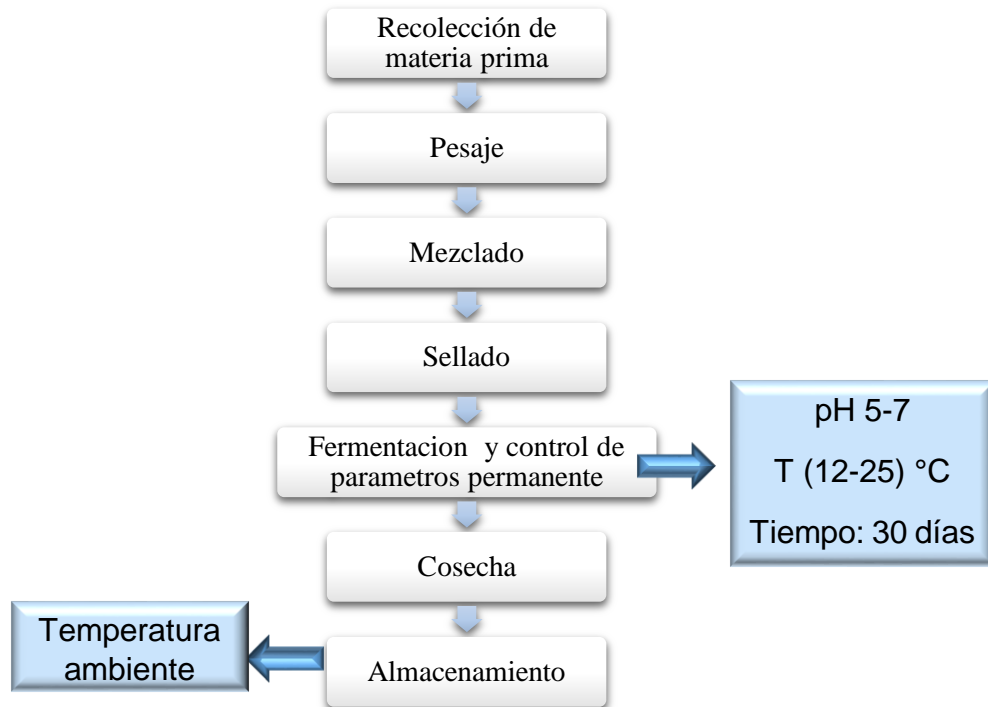 Recolección de
materia prima
Pesaje
Mezclado
Sellado
Fermentacion y control de
parametros permanente
pH 5-7
T (12-25) °C
Tiempo: 30 días
Cosecha
Temperatura
ambiente
Almacenamiento